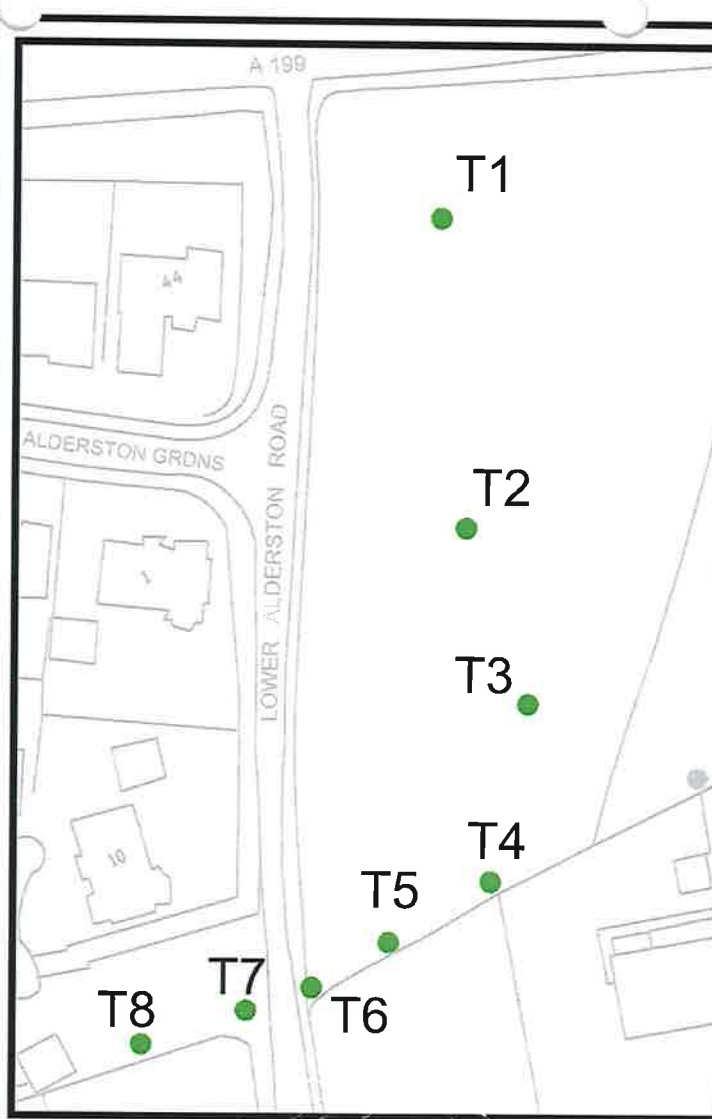 A 199
T1
44
ALDERSTON GRDNS
LOWER ALDERSTON ROAD
T2
1
T3
10
T4
T5
T7
T6
T8